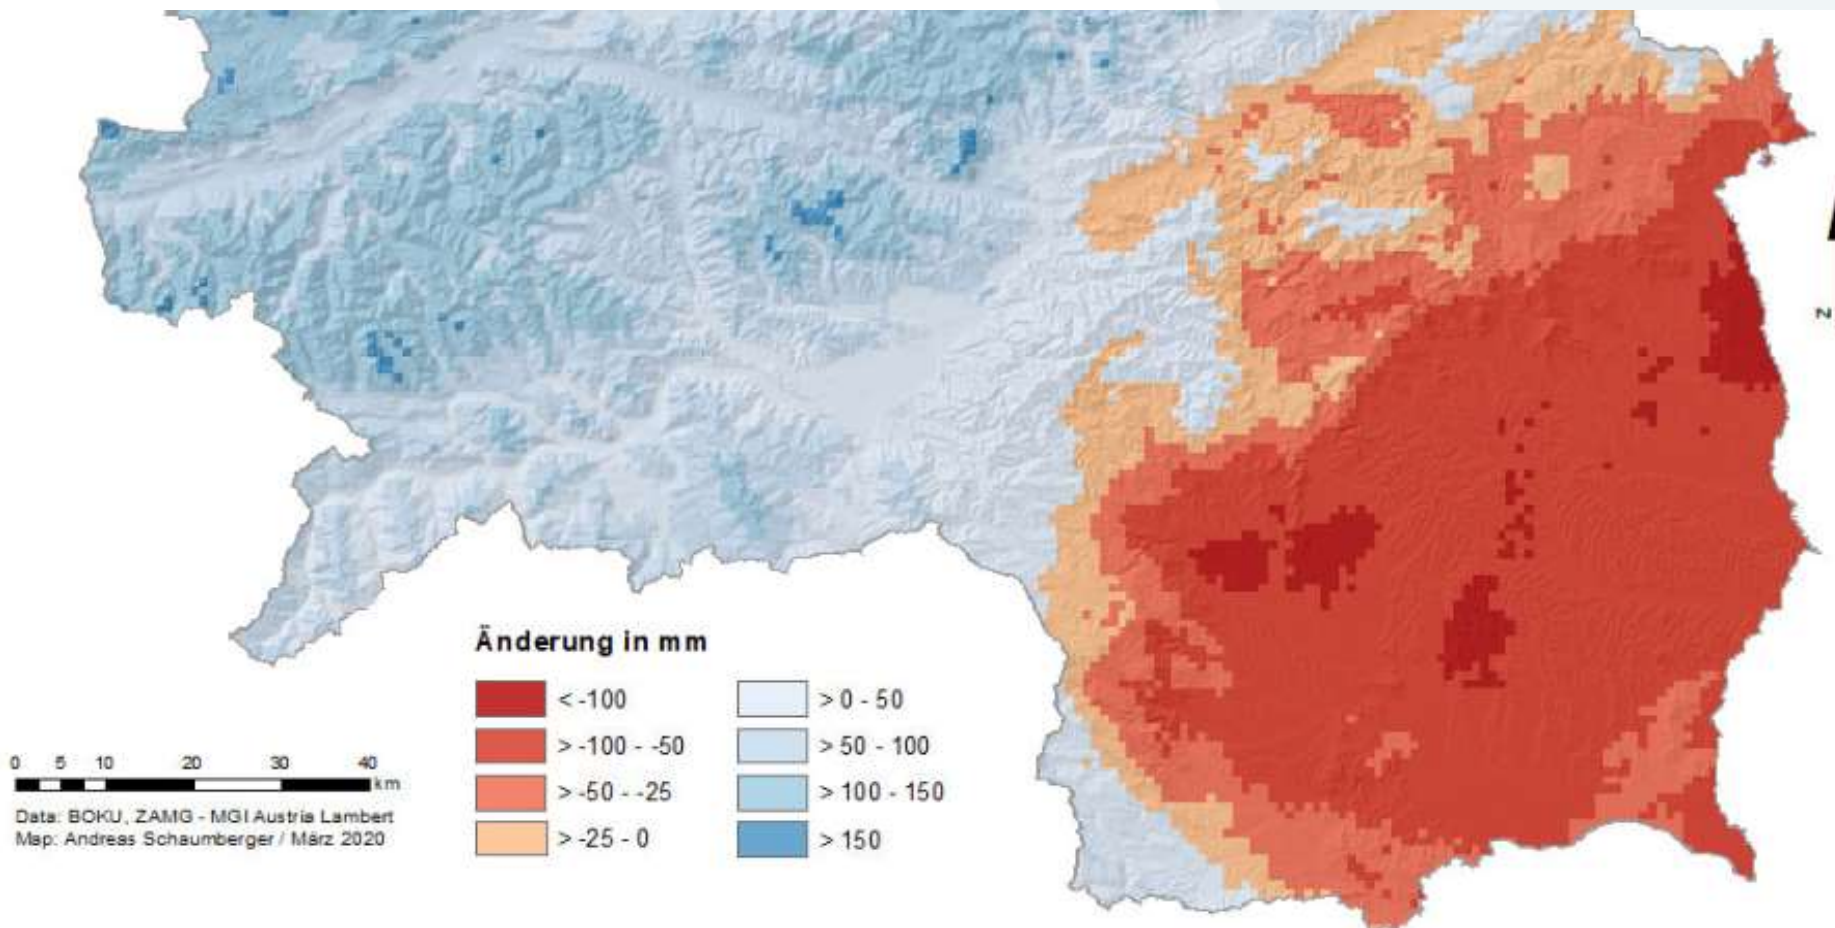 Änderung in mm
< -100
> -100 - -50
> -50 - -25
> -25 - 0
> 0 - 50
> 50 - 100
> 100 - 150
> 150
0 5 10 20 30 40
km
Data: BOKU, ZAMG - MGI Austria Lambert
Map: Andreas Schaumberger / März 2020
N